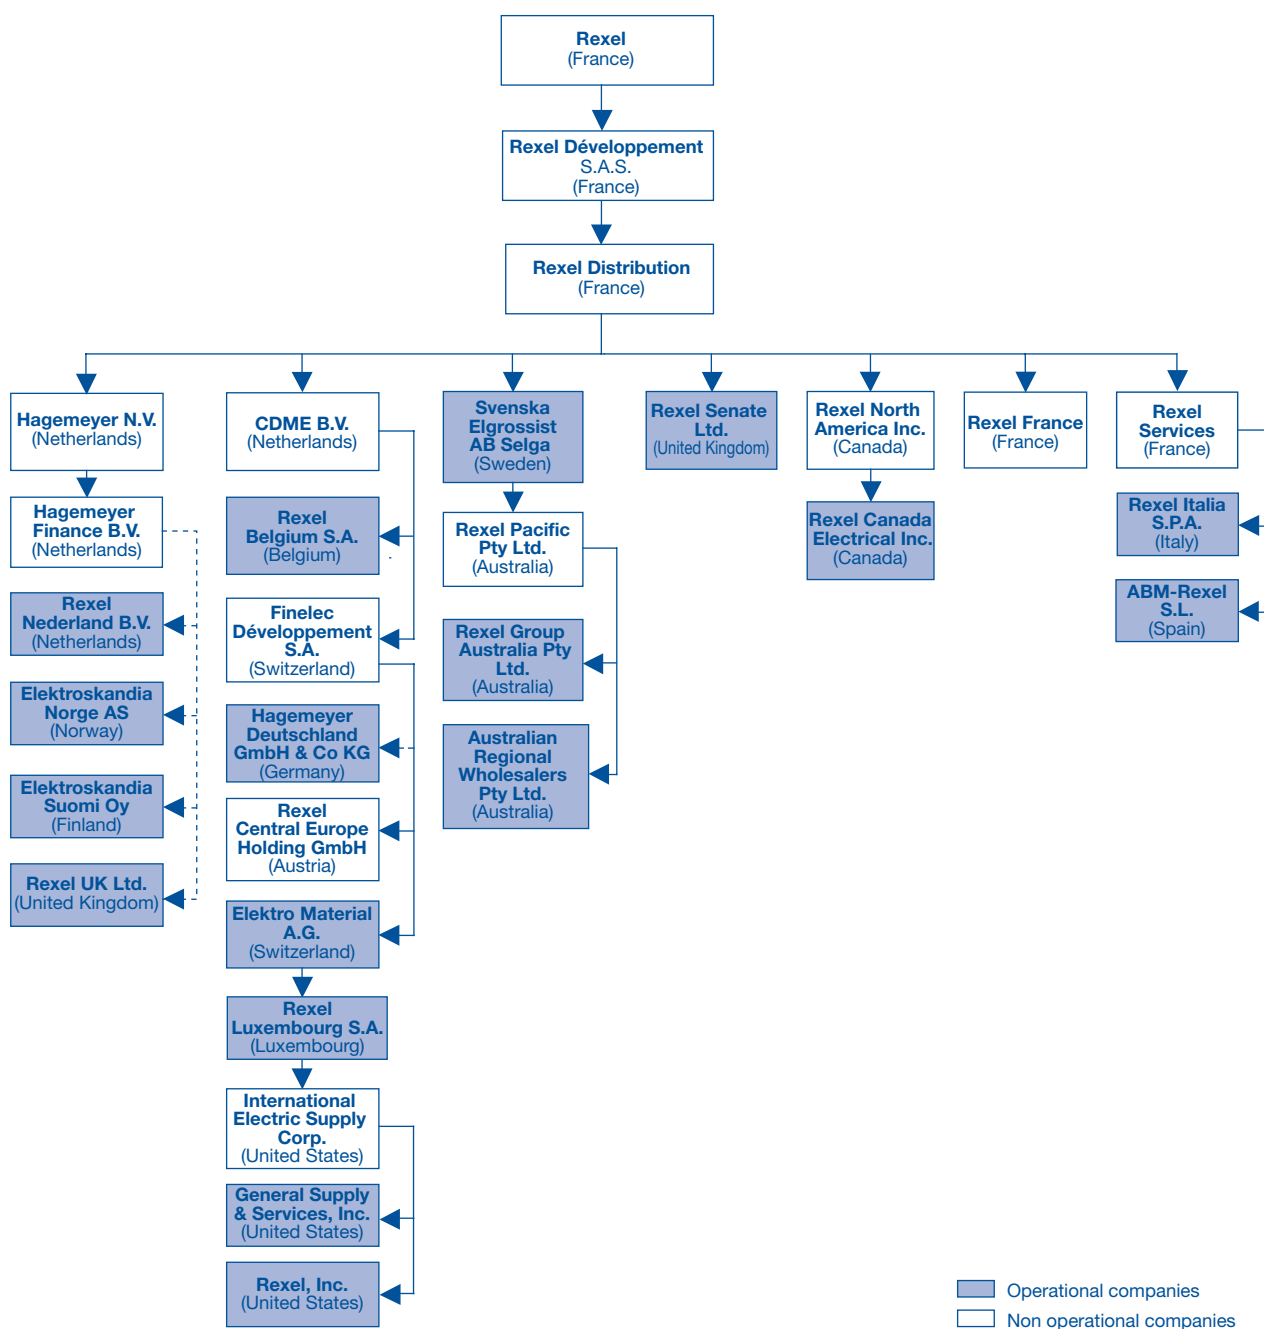 Rexel
(France)
Rexel Développement
S.A.S.
(France)
Rexel Distribution
(France)
Hagemeyer N.V.
(Netherlands)
Hagemeyer
Finance B.V.
(Netherlands)
Rexel
Nederland B.V.
(Netherlands)
Elektroskandia
Norge AS
(Norway)
Elektroskandia
Suomi Oy
(Finland)
Rexel UK Ltd.
(United Kingdom)
CDME B.V.
(Netherlands)
Rexel
Belgium S.A.
(Belgium)
Finelec
Développement
S.A.
(Switzerland)
Hagemeyer
Deutschland
GmbH & Co KG
(Germany)
Rexel
Central Europe
Holding GmbH
(Austria)
Elektro Material
A.G.
(Switzerland)
Rexel
Luxembourg S.A.
(Luxembourg)
International
Electric Supply
Corp.
(United States)
General Supply
& Services, Inc.
(United States)
Rexel, Inc.
(United States)
Svenska
Elgrossist
AB Selga
(Sweden)
Rexel Pacific
Pty Ltd.
(Australia)
Rexel Group
Australia Pty
Ltd.
(Australia)
Australian
Regional
Wholesalers
Pty Ltd.
(Australia)
Rexel Senate
Ltd.
(United Kingdom)
Rexel North
America Inc.
(Canada)
Rexel Canada
Electrical Inc.
(Canada)
Rexel France
(France)
Rexel
Services
(France)
Rexel Italia
S.P.A.
(Italy)
ABM-Rexel
S.L.
(Spain)
Operational companies
Non operational companies